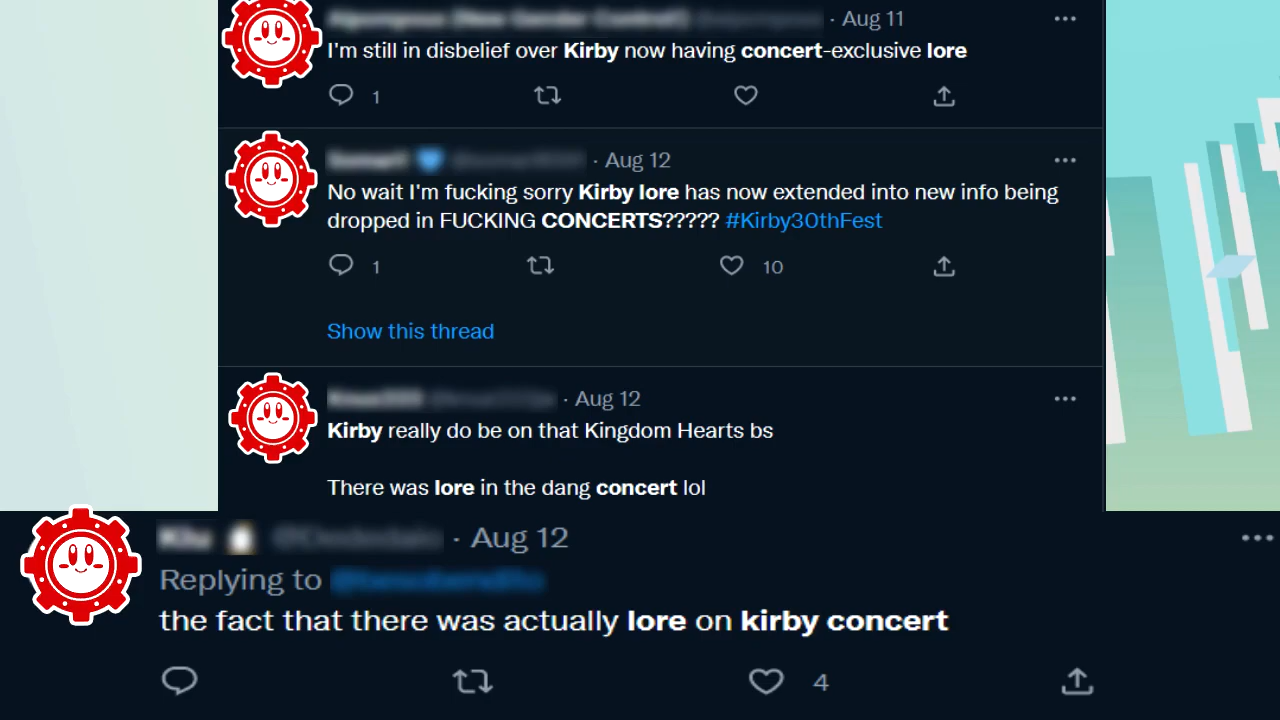 · Aug 11
I'm still in disbelief over Kirby now having concert-exclusive lore
1
· Aug 12
No wait I'm fucking sorry Kirby lore has now extended into new info being
dropped in FUCKING CONCERTS????? #Kirby30thFest
1 10
Show this thread
· Aug 12
Kirby really do be on that Kingdom Hearts bs
There was lore in the dang concert lol
· Aug 12
Replying to
the fact that there was actually lore on kirby concert
4